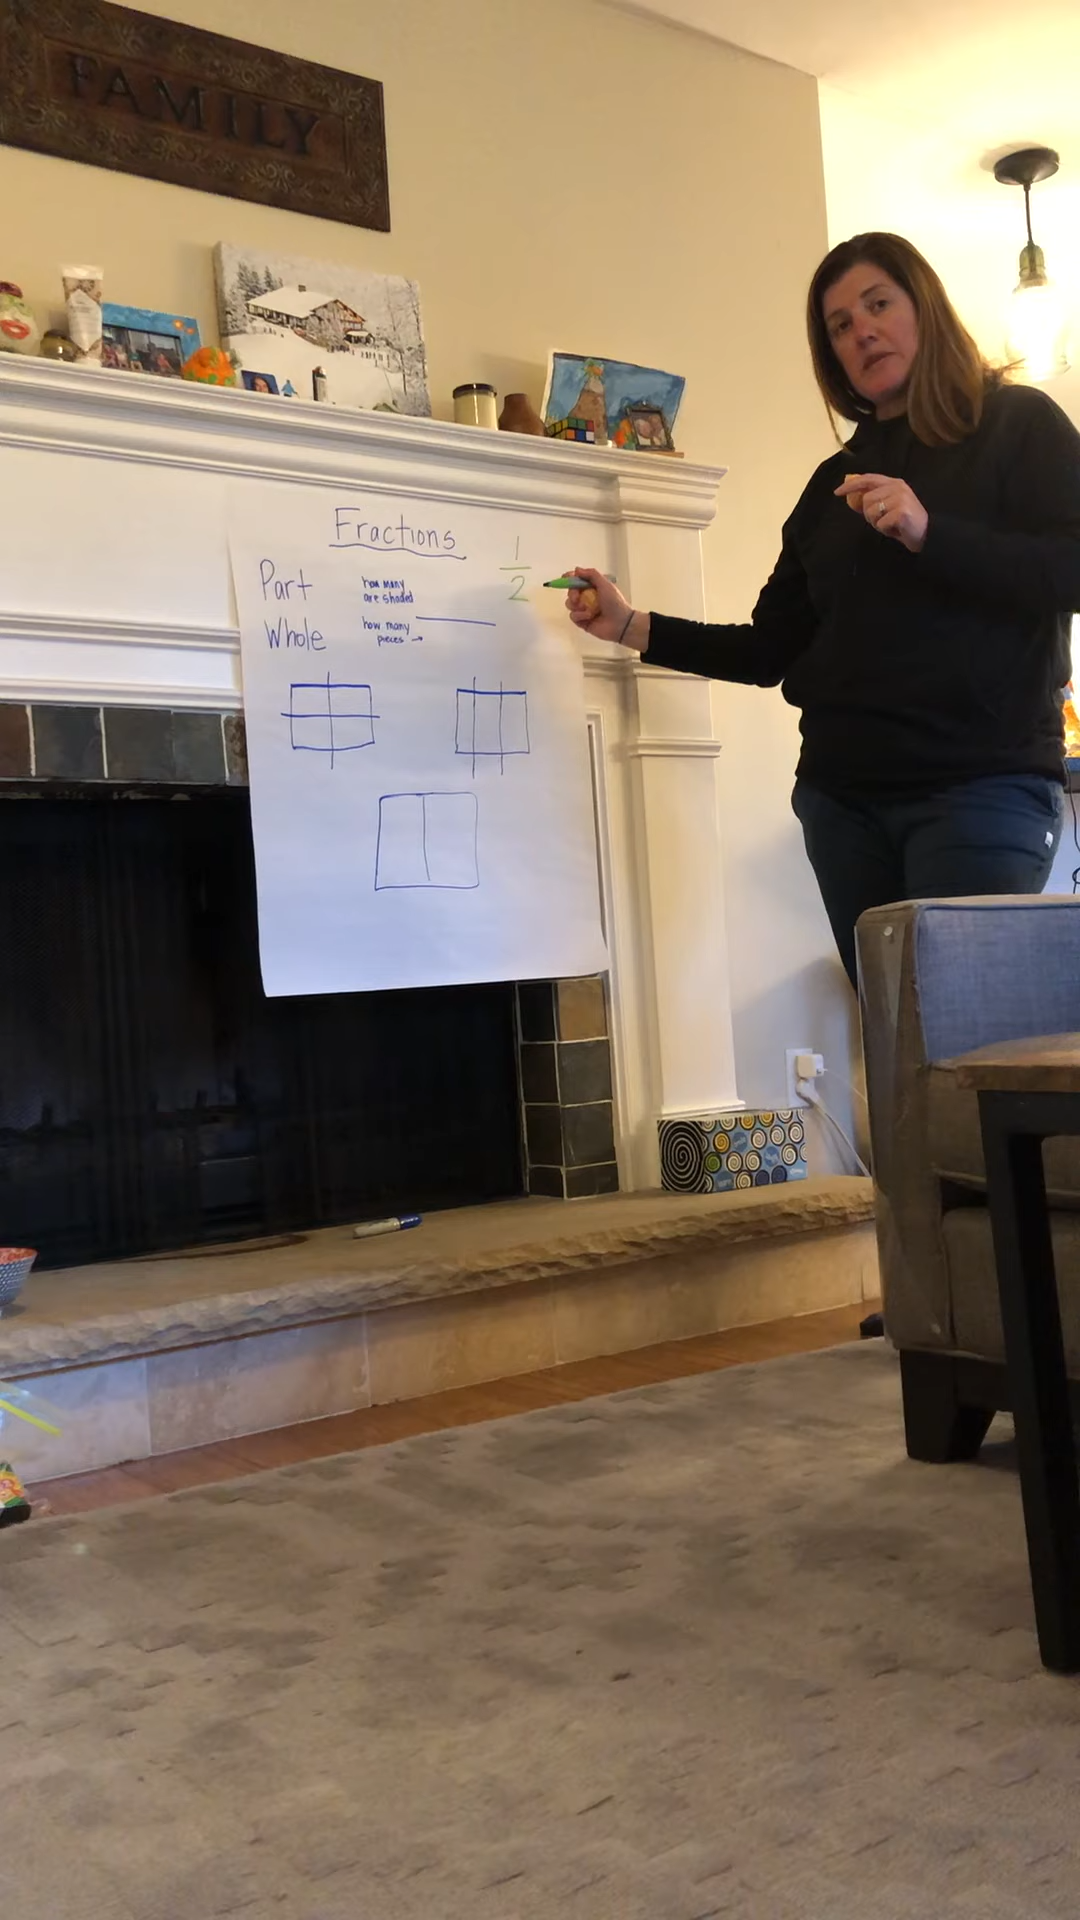 FAMILY
Fractions
1
2
Part
how many
are shaded
Whole
how many
pieces →